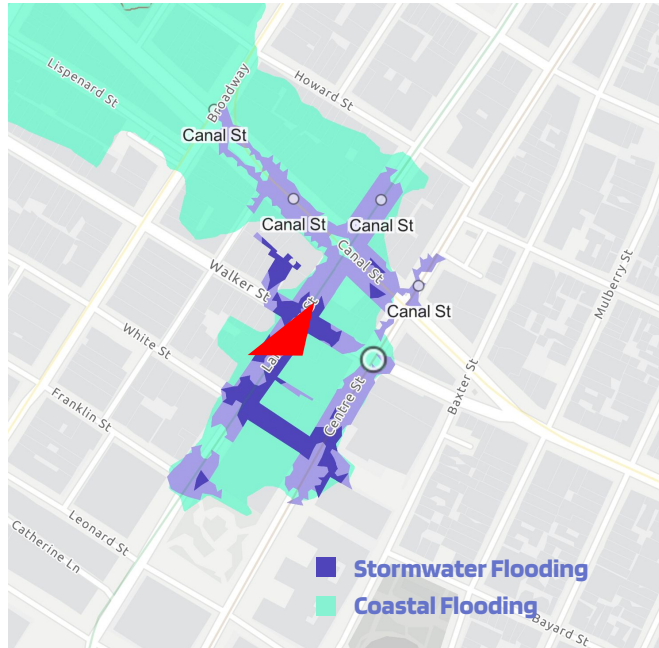 Lispenard St
Broadway
Howard St
Canal St
Canal St
Canal St
Canal St
Canal St
Walker St
Mulberry St
White St
St
Baxter St
Centre St
Franklin St
Leonard St
Catherine Ln
Bayard St
Stormwater Flooding
Coastal Flooding